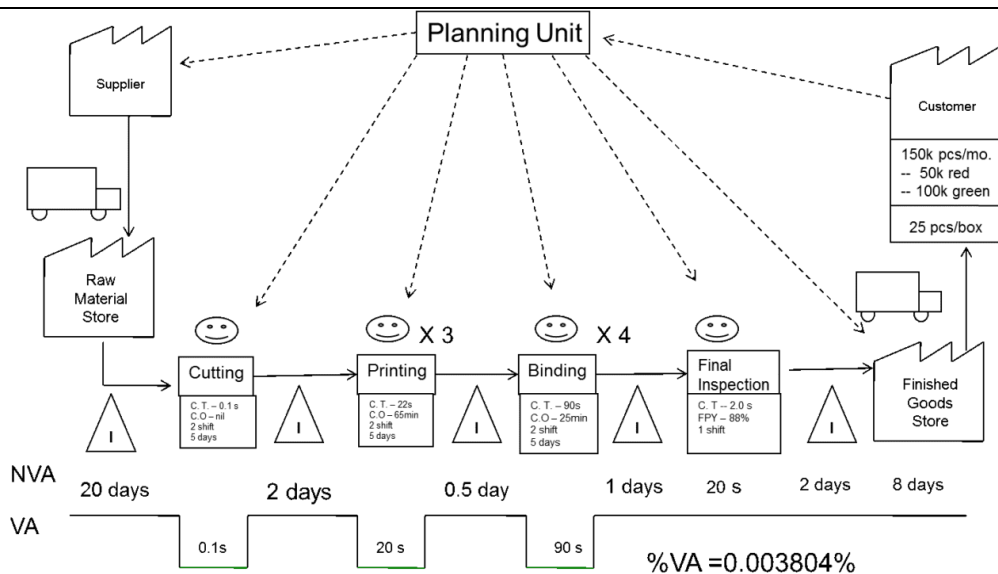 Planning Unit
Supplier
Customer
150k pcs/mo.
-- 50k red
-- 100k green
25 pcs/box
Raw
Material
Store
X 3
X 4
Cutting
C. T. – 0.1 s
C.O – nil
2 shift
5 days
Printing
C. T. – 22s
C.O – 65min
2 shift
5 days
Binding
C. T. – 90s
C.O – 25min
2 shift
5 days
Final
Inspection
C. T -- 2.0 s
FPY – 88%
1 shift
Finished
Goods
Store
I
I
I
I
I
NVA
20 days
2 days
0.5 day
1 days
20 s
2 days
8 days
VA
0.1s
20 s
90 s
%VA =0.003804%